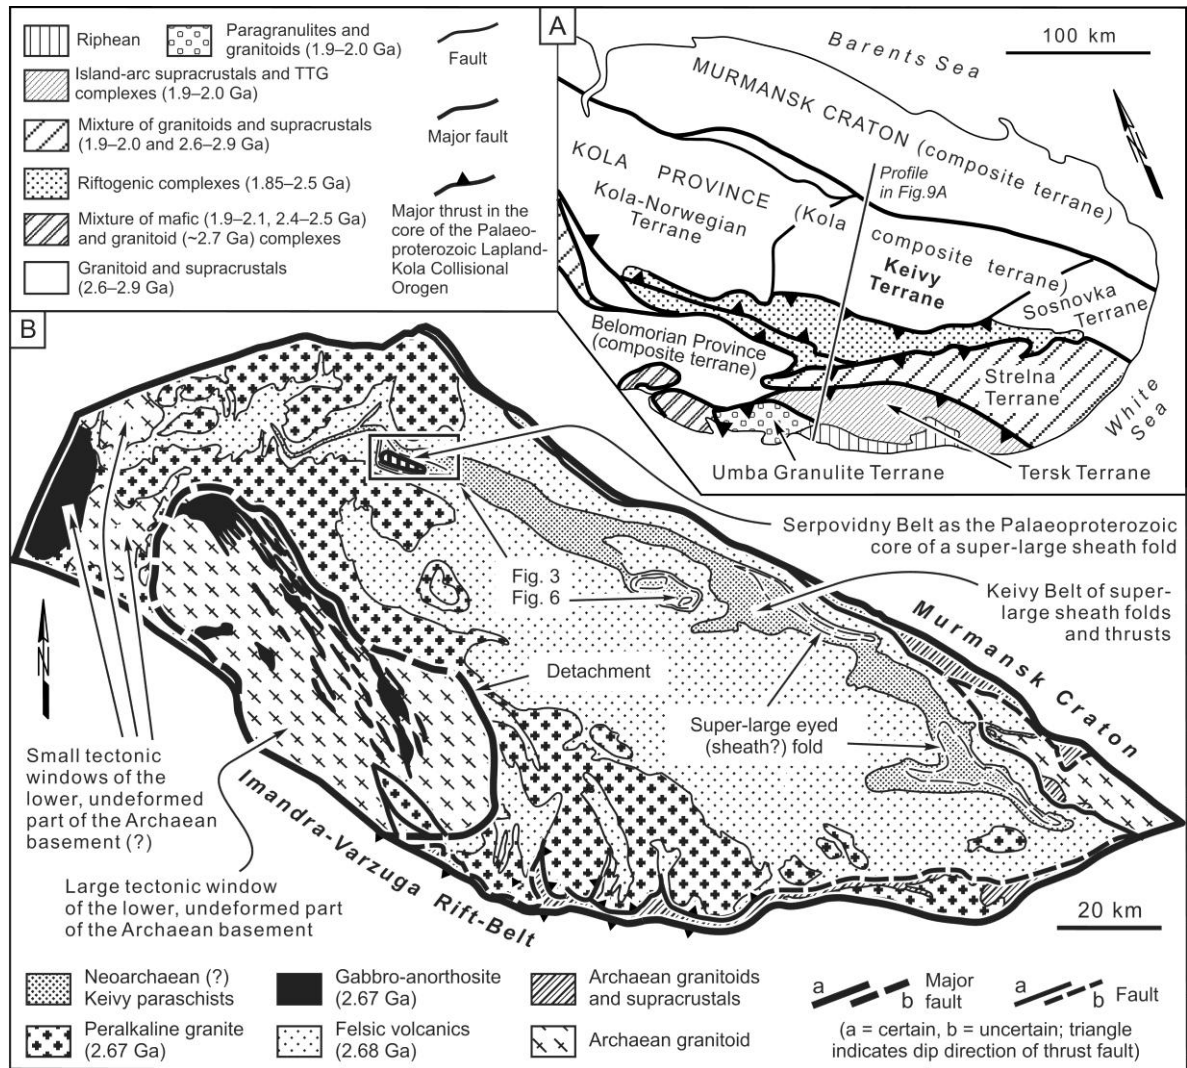 Riphean
Paragranulites and
granitoids (1.9–2.0 Ga)
Island-arc supracrustals and TTG
complexes (1.9–2.0 Ga)
Mixture of granitoids and supracrustals
(1.9–2.0 and 2.6–2.9 Ga)
Riftogenic complexes (1.85–2.5 Ga)
Mixture of mafic (1.9–2.1, 2.4–2.5 Ga)
and granitoid (~2.7 Ga) complexes
Granitoid and supracrustals
(2.6–2.9 Ga)
Fault
Major fault
Major thrust in the
core of the Palaeo-
proterozoic Lapland-
Kola Collisional
Orogen
A
Barents Sea
100 km
N
MURMANSK CRATON (composite terrane)
KOLA PROVINCE (Kola composite terrane)
Kola-Norwegian
Terrane
Profile
in Fig.9A
Keivy
Terrane
Sosnovka
Terrane
Belomorian Province
(composite terrane)
Strelna
Terrane
White
Sea
Umba Granulite Terrane
Tersk Terrane
B
N
Serpovidny Belt as the Palaeoproterozoic
core of a super-large sheath fold
Keivy Belt of super-
large sheath folds
and thrusts
Fig. 3
Fig. 6
Murmansk Craton
Detachment
Super-large eyed
(sheath?) fold
Small tectonic
windows of the
lower, undeformed
part of the Archaean
basement (?)
Imandra-Varzuga Rift-Belt
Large tectonic window
of the lower, undeformed part
of the Archaean basement
20 km
Neoarchaean (?)
Keivy paraschists
Gabbro-anorthosite
(2.67 Ga)
Archaean granitoids
and supracrustals
a
b
Major
fault
a
b
Fault
Peralkaline granite
(2.67 Ga)
Felsic volcanics
(2.68 Ga)
Archaean granitoid
(a = certain, b = uncertain; triangle
indicates dip direction of thrust fault)